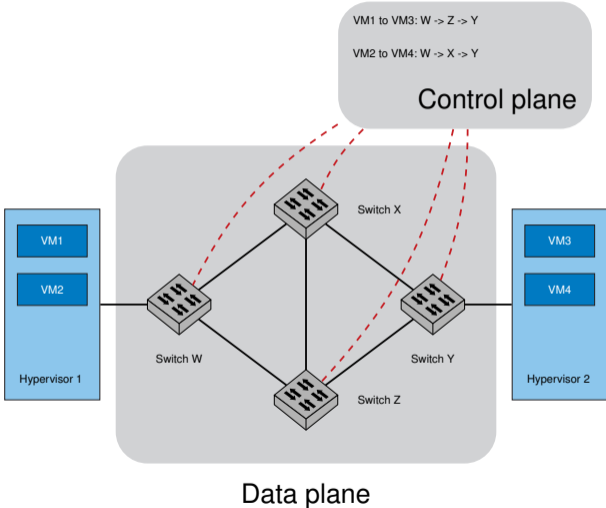 VM1 to VM3: W -> Z -> Y
VM2 to VM4: W -> X -> Y
Control plane
Switch X
VM1
VM3
VM2
VM4
Switch W
Switch Y
Hypervisor 1
Hypervisor 2
Switch Z
Data plane